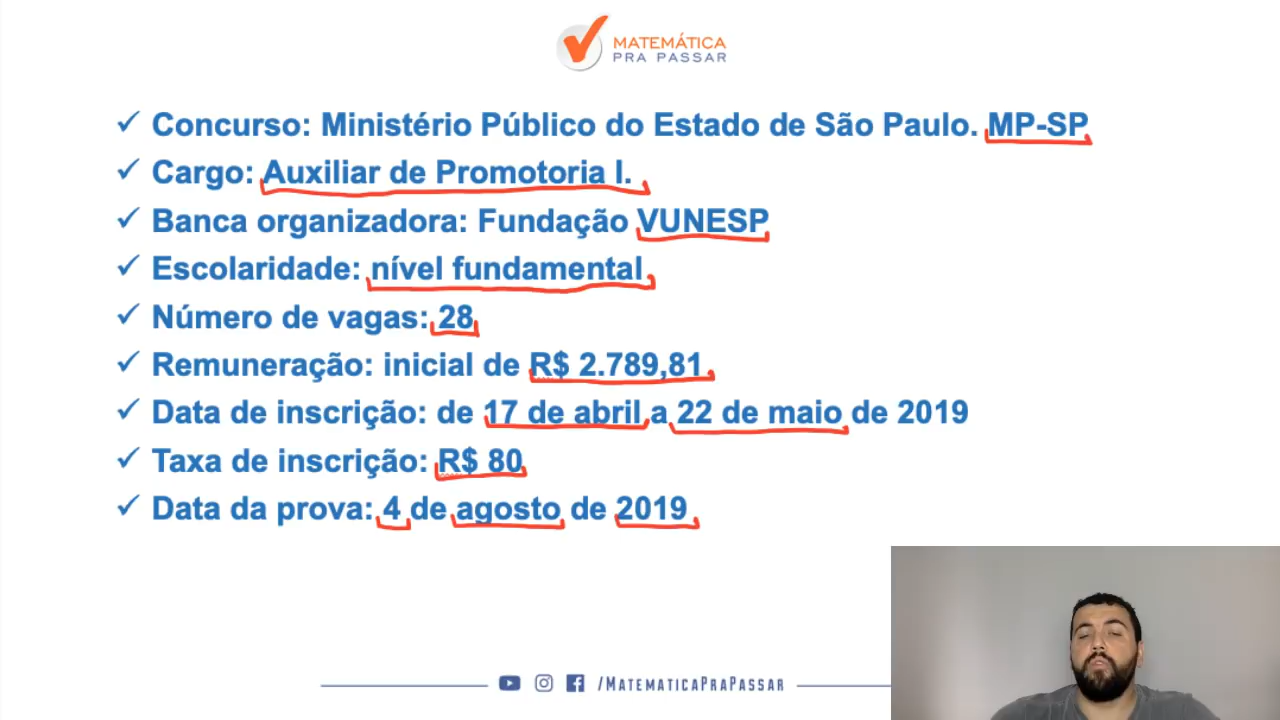 MATEMÁTICA
PRA PASSAR
Concurso: Ministério Público do Estado de São Paulo. MP-SP
Cargo: Auxiliar de Promotoria I.
Banca organizadora: Fundação VUNESP
Escolaridade: nível fundamental
Número de vagas: 28
Remuneração: inicial de R$ 2.789,81
Data de inscrição: de 17 de abril a 22 de maio de 2019
Taxa de inscrição: R$ 80
Data da prova: 4 de agosto de 2019
/MATEMATICAPRAPASSAR